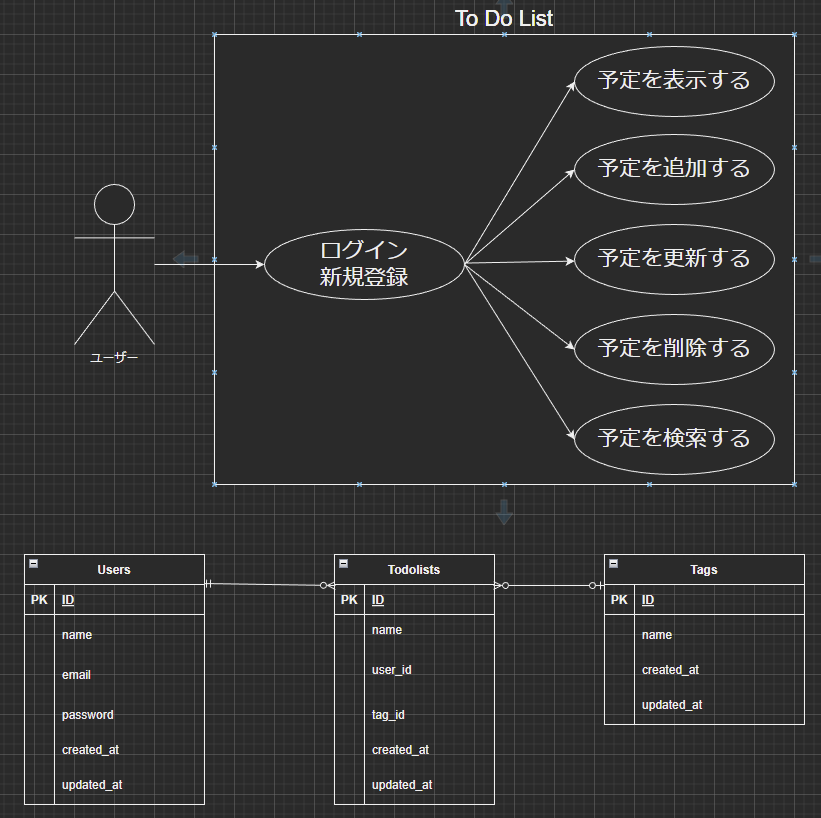 To Do List
予定を表示する
予定を追加する
ログイン
新規登録
予定を更新する
予定を削除する
ユーザー
予定を検索する
Users
PK ID
name
email
password
created_at
updated_at
Todolists
PK ID
name
user_id
tag_id
created_at
updated_at
Tags
PK ID
name
created_at
updated_at